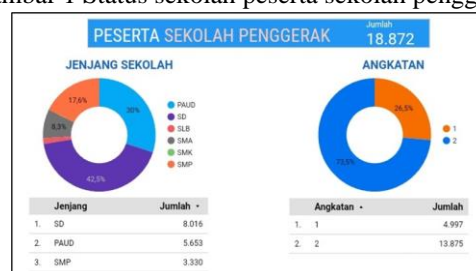 Gambar 1 Status sekolah peserta sekolah pengg
PESERTA SEKOLAH PENGGERAK
Jumlah
18.872
JENJANG SEKOLAH
17,6%
30%
8,3%
42,5%
PAUD
SD
SLB
SMA
SMK
SMP
Jenjang Jumlah
1. SD 8.016
2. PAUD 5.653
3. SMP 3.330
ANGKATAN
26,5%
73,5%
1
2
Angkatan Jumlah
1. 1 4.997
2. 2 13.875